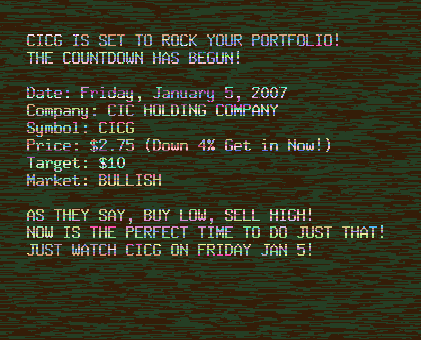 CICG IS SET TO ROCK YOUR PORTFOLIO!
THE COUNTDOWN HAS BEGUN!
Date: Friday, January 5, 2007
Company: CIC HOLDING COMPANY
Symbol: CICG
Price: $2.75 (Down 4% Get in Now!)
Target: $10
Market: BULLISH
AS THEY SAY, BUY LOW, SELL HIGH!
NOW IS THE PERFECT TIME TO DO JUST THAT!
JUST WATCH CICG ON FRIDAY JAN 5!